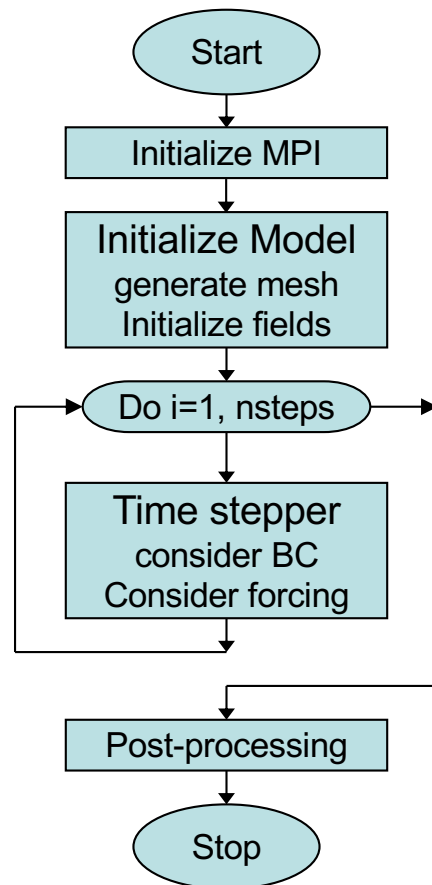 Start
Initialize MPI
Initialize Model
generate mesh
Initialize fields
Do i=1, nsteps
Time stepper
consider BC
Consider forcing
Post-processing
Stop